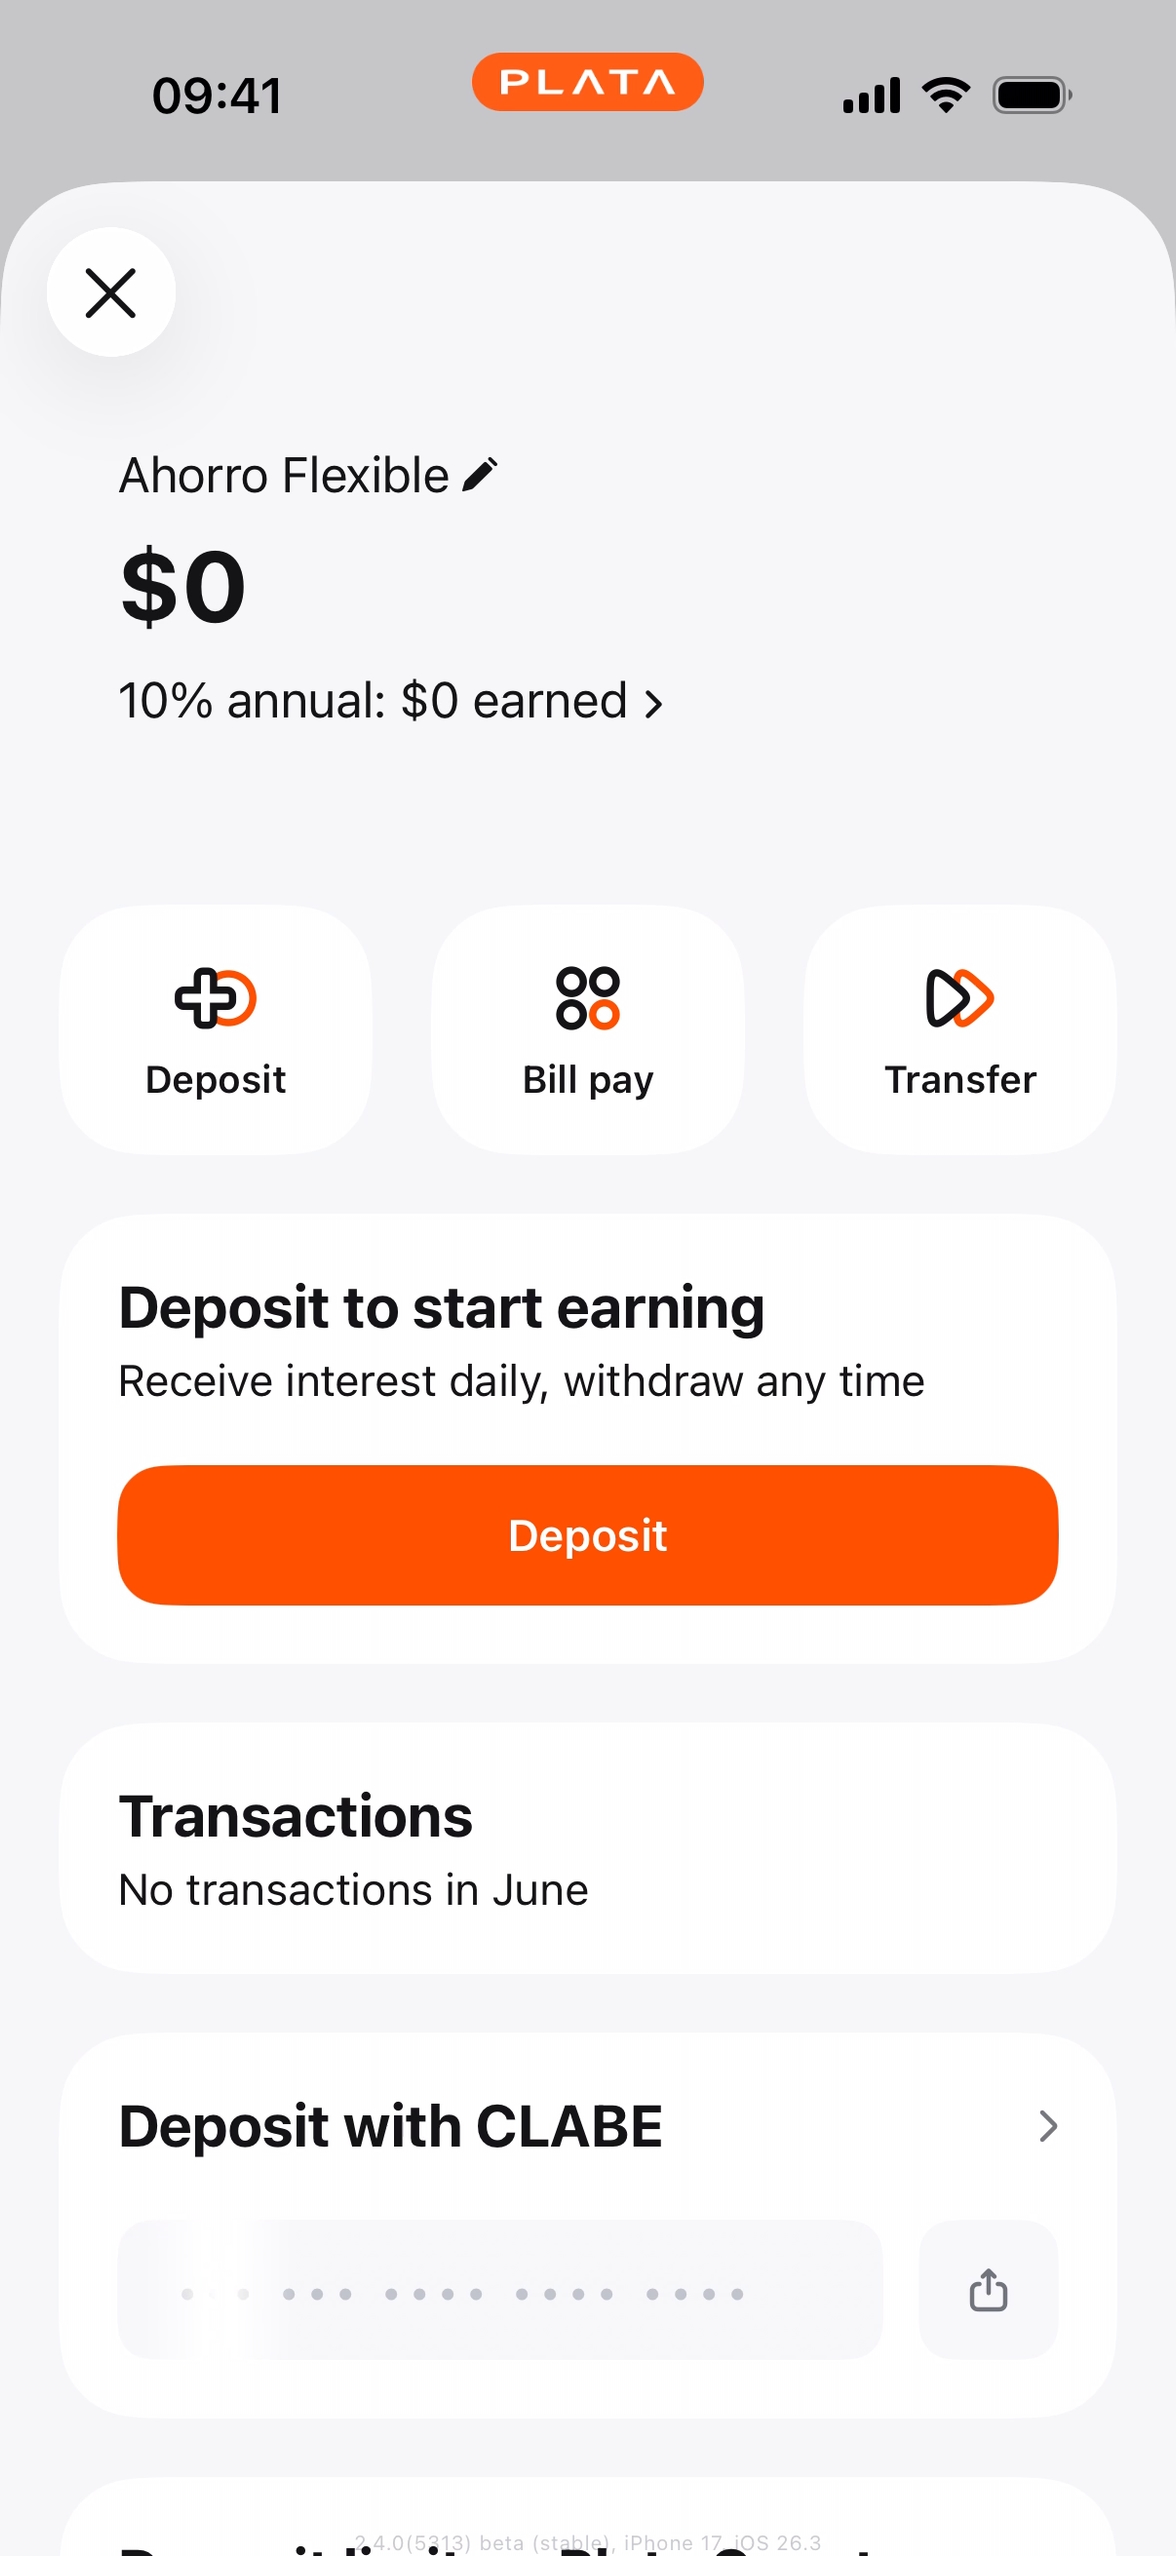 09:41
PLATA
Ahorro Flexible
$0
10% annual: $0 earned
Deposit
Bill pay
Transfer
Deposit to start earning
Receive interest daily, withdraw any time
Deposit
Transactions
No transactions in June
Deposit with CLABE
2.4.0(5313) beta (stable), iPhone 17, iOS 26.3